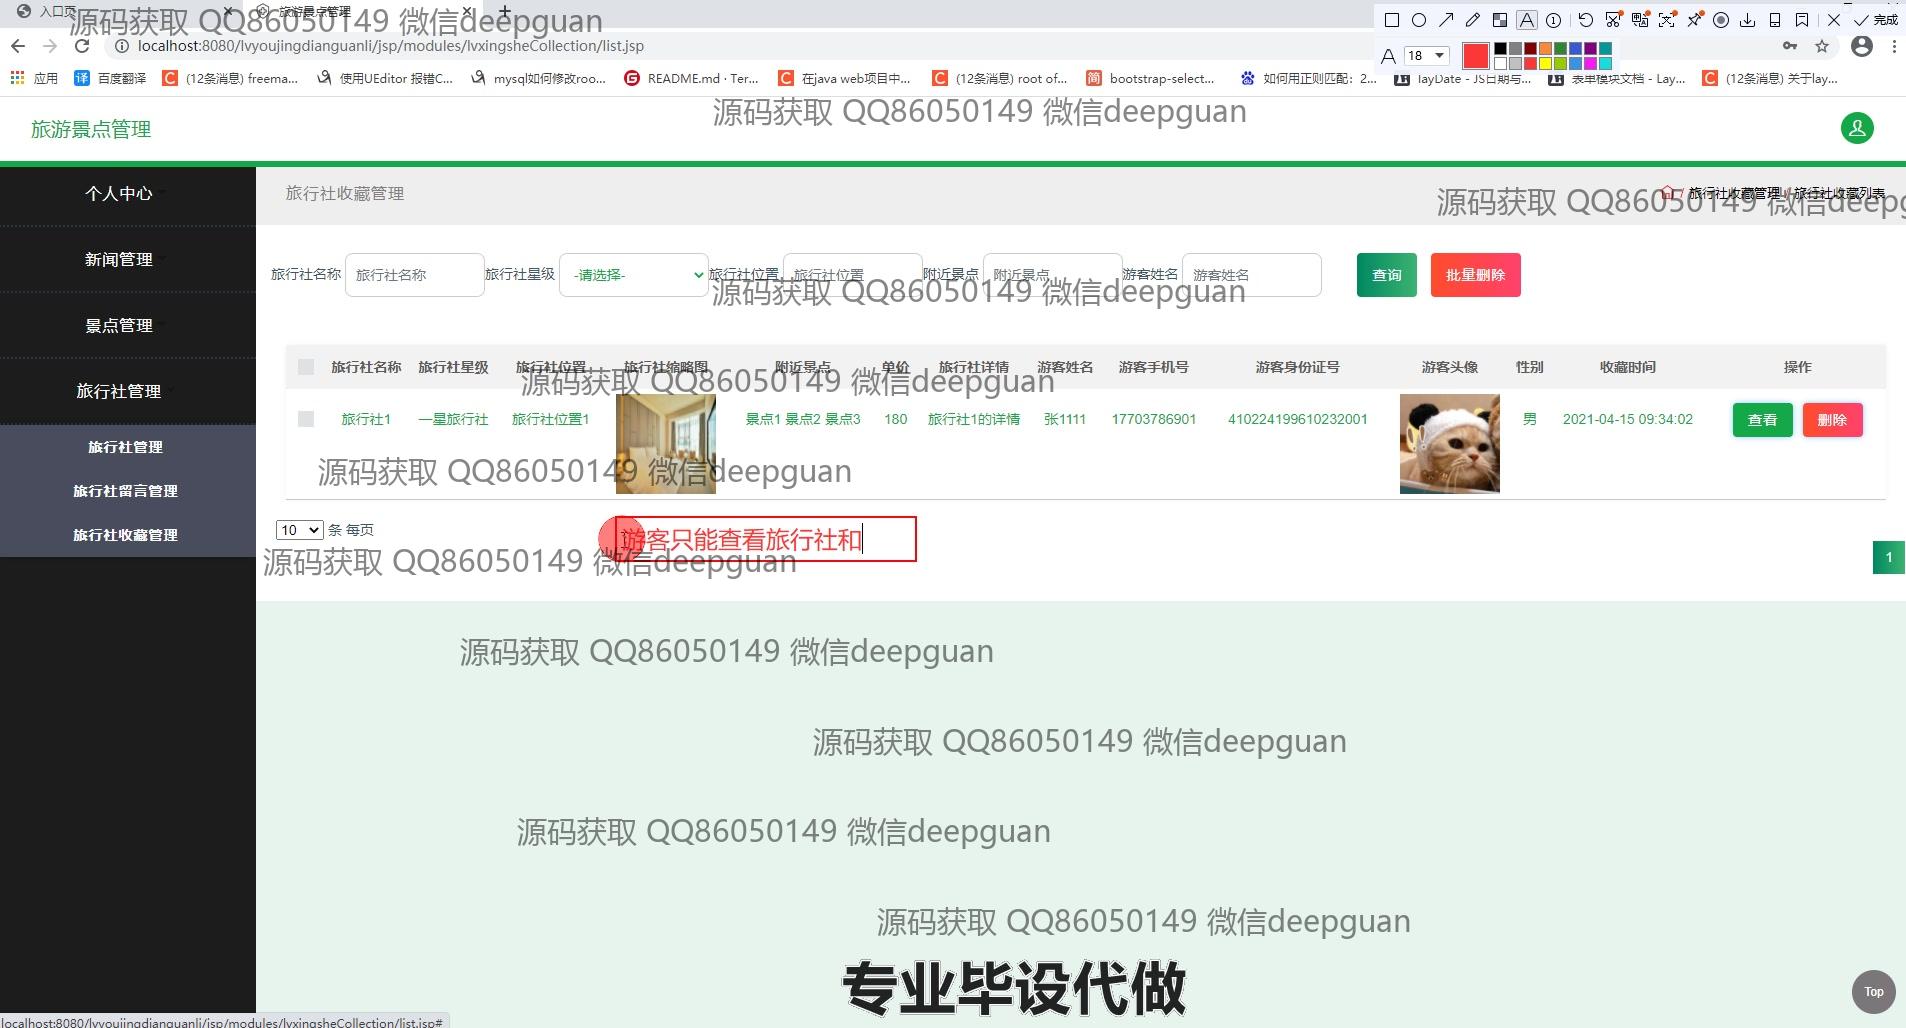 入口页
旅游景点管理
源码获取 QQ86050149 微信deepguan
完成
localhost:8080/lvyoujingdianguanli/jsp/modules/lvxingsheCollection/list.jsp
18
应用
百度翻译
(12条消息) freema...
使用UEditor 报错C...
mysql如何修改roo...
README.md · Ter...
在java web项目中...
(12条消息) root of...
bootstrap-select...
如何用正则匹配：2...
layDate - JS日期与...
表单模块文档 - Lay...
(12条消息) 关于lay...
源码获取 QQ86050149 微信deepguan
旅游景点管理
个人中心
旅行社收藏管理
旅行社收藏管理 / 旅行社收藏列表
源码获取 QQ86050149 微信deepg
新闻管理
旅行社名称 旅行社名称 旅行社星级 -请选择- 旅行社位置 旅行社位置 附近景点 附近景点 游客姓名 游客姓名 查询 批量删除
源码获取 QQ86050149 微信deepguan
景点管理
旅行社名称 旅行社星级 旅行社位置 旅行社缩略图 附近景点 单价 旅行社详情 游客姓名 游客手机号 游客身份证号 游客头像 性别 收藏时间 操作
源码获取 QQ86050149 微信deepguan
旅行社管理
旅行社1 一星旅行社 旅行社位置1 景点1 景点2 景点3 180 旅行社1的详情 张1111 17703786901 410224199610232001 男 2021-04-15 09:34:02 查看 删除
旅行社管理
源码获取 QQ86050149 微信deepguan
旅行社留言管理
旅行社收藏管理
10 条 每页
游客只能查看旅行社和
源码获取 QQ86050149 微信deepguan
1
源码获取 QQ86050149 微信deepguan
源码获取 QQ86050149 微信deepguan
源码获取 QQ86050149 微信deepguan
源码获取 QQ86050149 微信deepguan
专业毕设代做
Top
localhost:8080/lvyoujingdianguanli/jsp/modules/lvxingsheCollection/list.jsp#